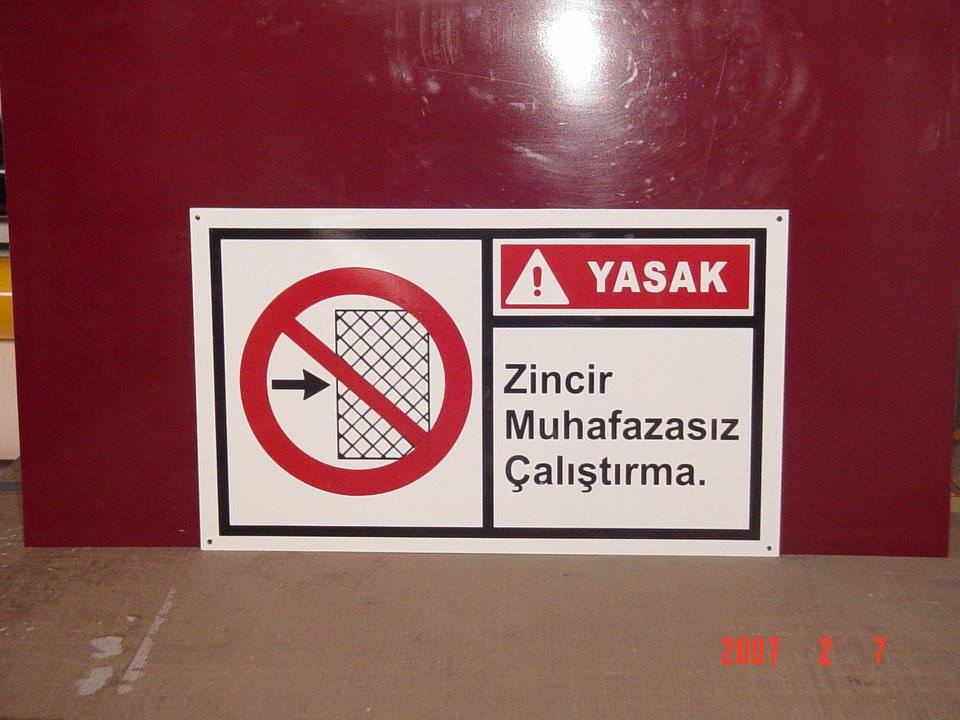 YASAK
Zincir
Muhafazasız
Çalıştırma.
2007 2 7